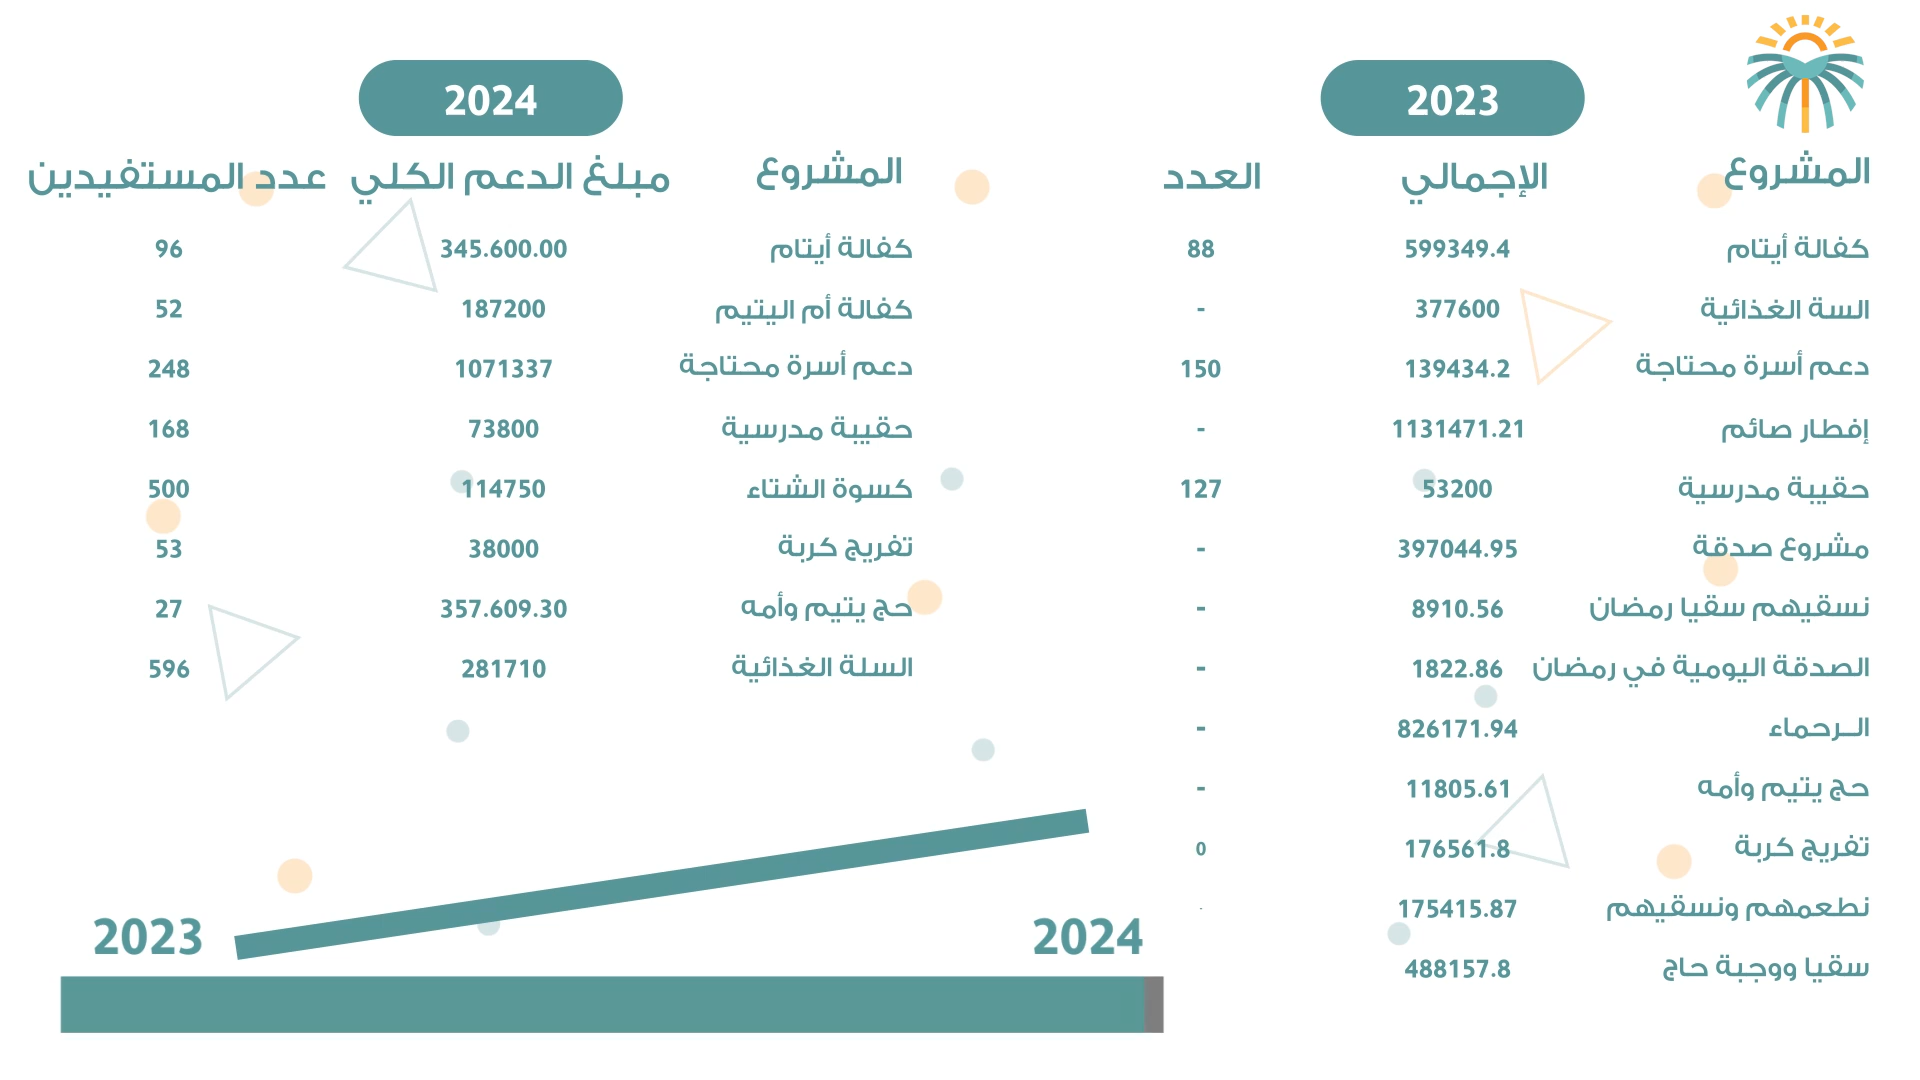 2023
المشروع الإجمالي العدد
كفالة أيتام 599349.4 88
السة الغذائية 377600 -
دعم أسرة محتاجة 139434.2 150
إفطار صائم 1131471.21 -
حقيبة مدرسية 53200 127
مشروع صدقة 397044.95 -
نسقيهم سقيا رمضان 8910.56 -
الصدقة اليومية في رمضان 1822.86 -
الــرحماء 826171.94 -
حج يتيم وأمه 11805.61 -
تفريج كربة 176561.8 0
نطعمهم ونسقيهم 175415.87 -
سقيا ووجبة حاج 488157.8
2024
المشروع مبلغ الدعم الكلي عدد المستفيدين
كفالة أيتام 345.600.00 96
كفالة أم اليتيم 187200 52
دعم أسرة محتاجة 1071337 248
حقيبة مدرسية 73800 168
كسوة الشتاء 114750 500
تفريج كربة 38000 53
حج يتيم وأمه 357.609.30 27
السلة الغذائية 281710 596
2024
2023